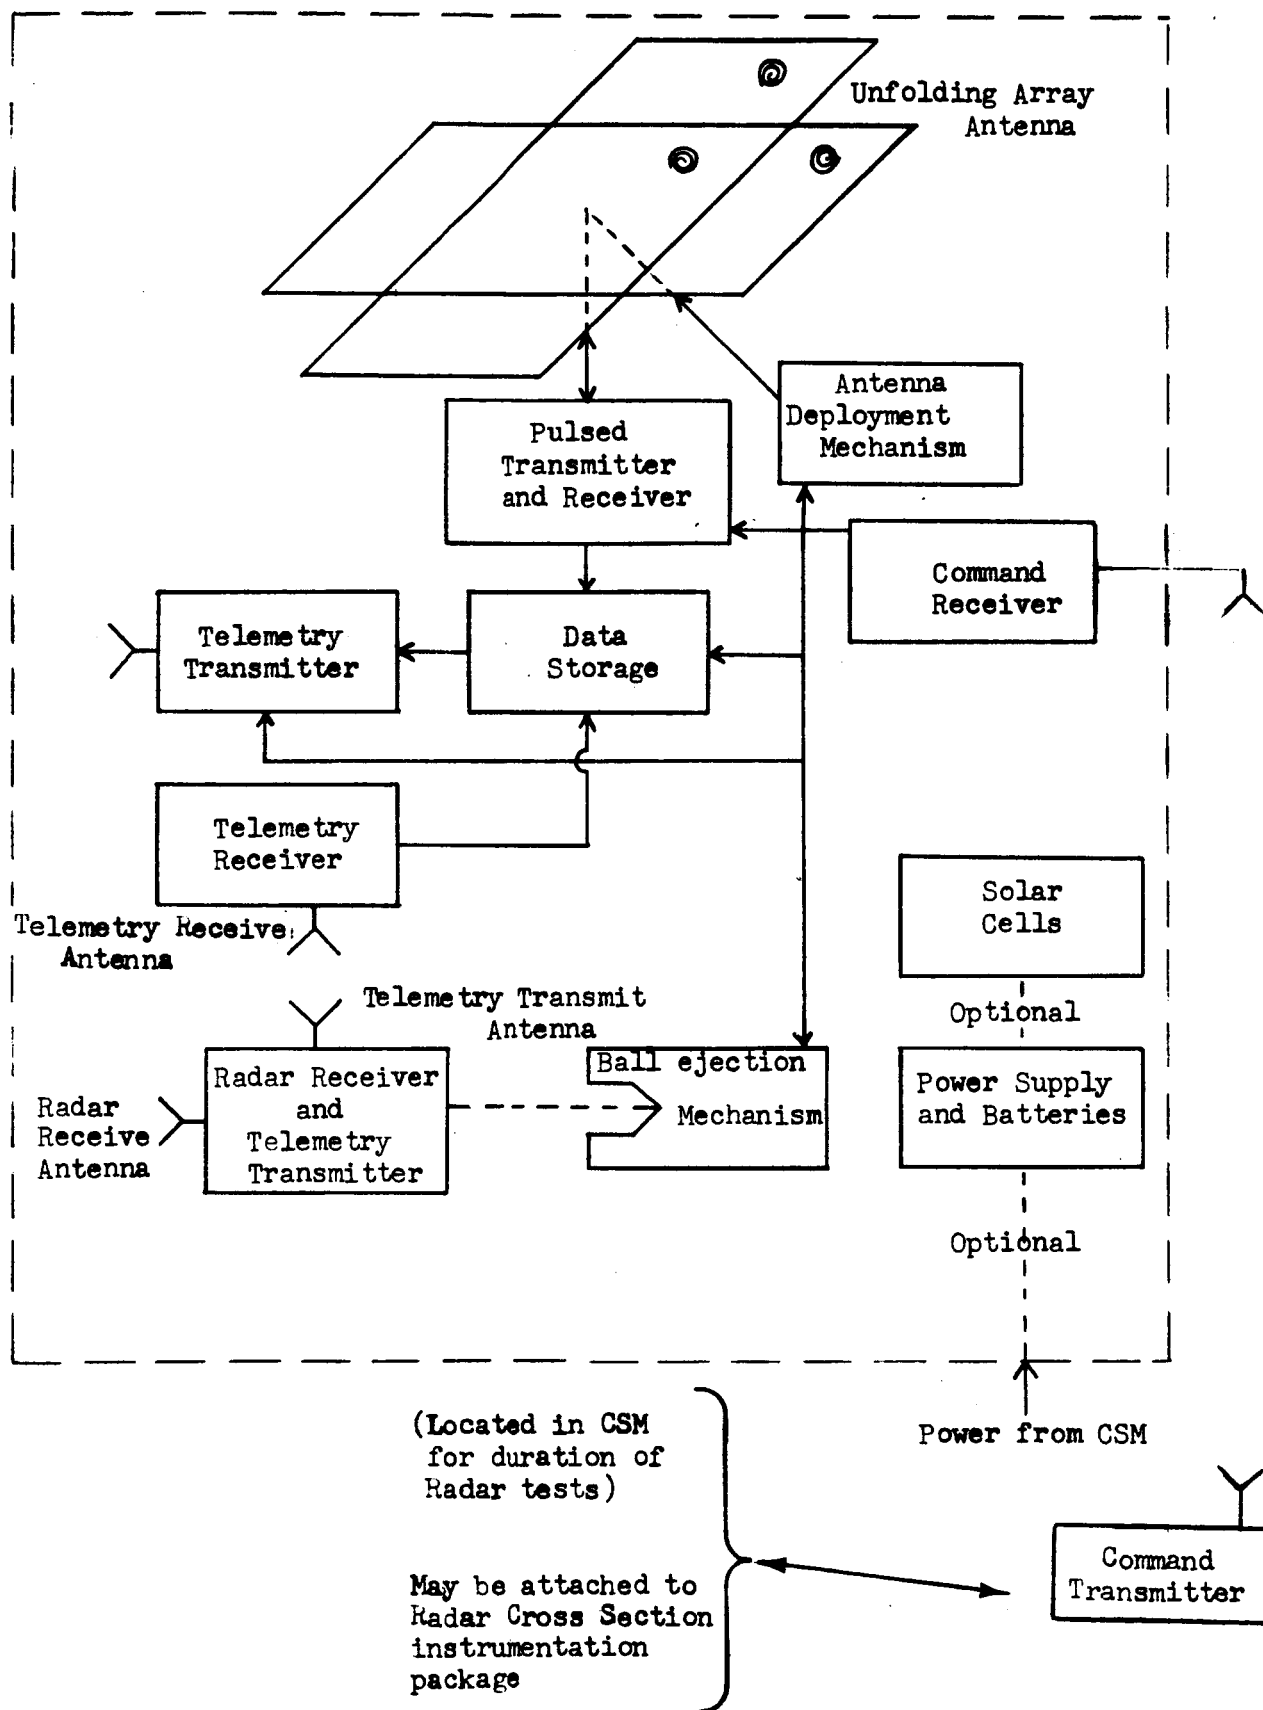 Unfolding Array
Antenna
Antenna
Deployment
Mechanism
Pulsed
Transmitter
and Receiver
Command
Receiver
Telemetry
Transmitter
Data
Storage
Telemetry
Receiver
Telemetry Receive
Antenna
Solar
Cells
Optional
Telemetry Transmit
Antenna
Radar
Receive
Antenna
Radar Receiver
and
Telemetry
Transmitter
Ball ejection
Mechanism
Power Supply
and Batteries
Optional
Power from CSM
(Located in CSM
for duration of
Radar tests)
May be attached to
Radar Cross Section
instrumentation
package
Command
Transmitter